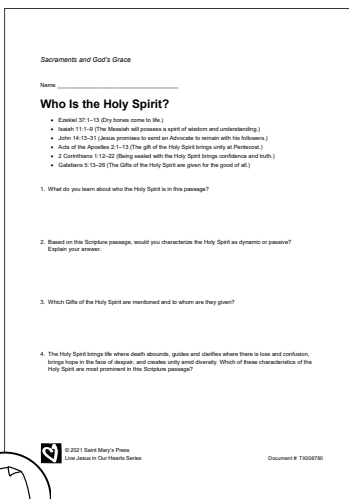 Sacraments and God's Grace
Name ___________________________________
Who Is the Holy Spirit?
• Ezekiel 37:1–13 (Dry bones come to life.)
• Isaiah 11:1–9 (The Messiah will possess a spirit of wisdom and understanding.)
• John 14:13–31 (Jesus promises to send an Advocate to remain with his followers.)
• Acts of the Apostles 2:1–13 (The gift of the Holy Spirit brings unity at Pentecost.)
• 2 Corinthians 1:12–22 (Being sealed with the Holy Spirit brings confidence and truth.)
• Galatians 5:13–26 (The Gifts of the Holy Spirit are given for the good of all.)
1. What do you learn about who the Holy Spirit is in this passage?
2. Based on this Scripture passage, would you characterize the Holy Spirit as dynamic or passive?
Explain your answer.
3. Which Gifts of the Holy Spirit are mentioned and to whom are they given?
4. The Holy Spirit brings life where death abounds, guides and clarifies where there is loss and confusion,
brings hope in the face of despair, and creates unity amid diversity. Which of these characteristics of the
Holy Spirit are most prominent in this Scripture passage?
© 2021 Saint Mary's Press
Live Jesus in Our Hearts Series
Document #: TX006780